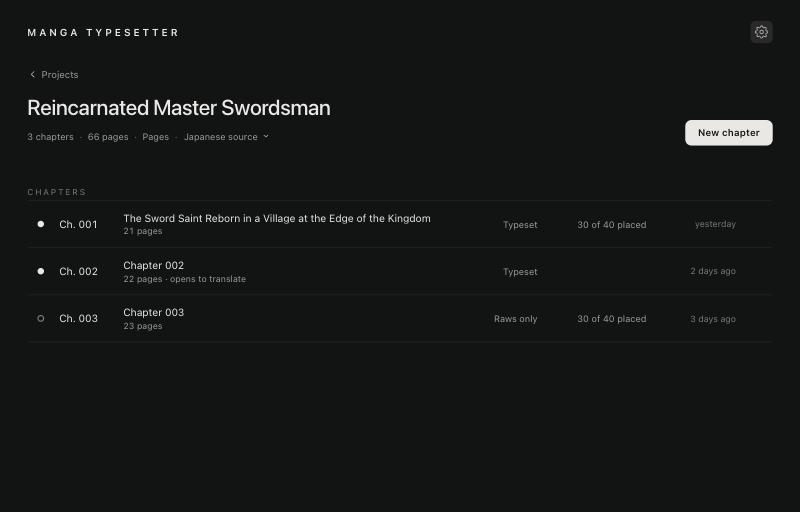 MANGA TYPESETTER
Projects
Reincarnated Master Swordsman
3 chapters · 66 pages · Pages · Japanese source
New chapter
CHAPTERS
Ch. 001
The Sword Saint Reborn in a Village at the Edge of the Kingdom
21 pages
Typeset
30 of 40 placed
yesterday
Ch. 002
Chapter 002
22 pages · opens to translate
Typeset
2 days ago
Ch. 003
Chapter 003
23 pages
Raws only
30 of 40 placed
3 days ago